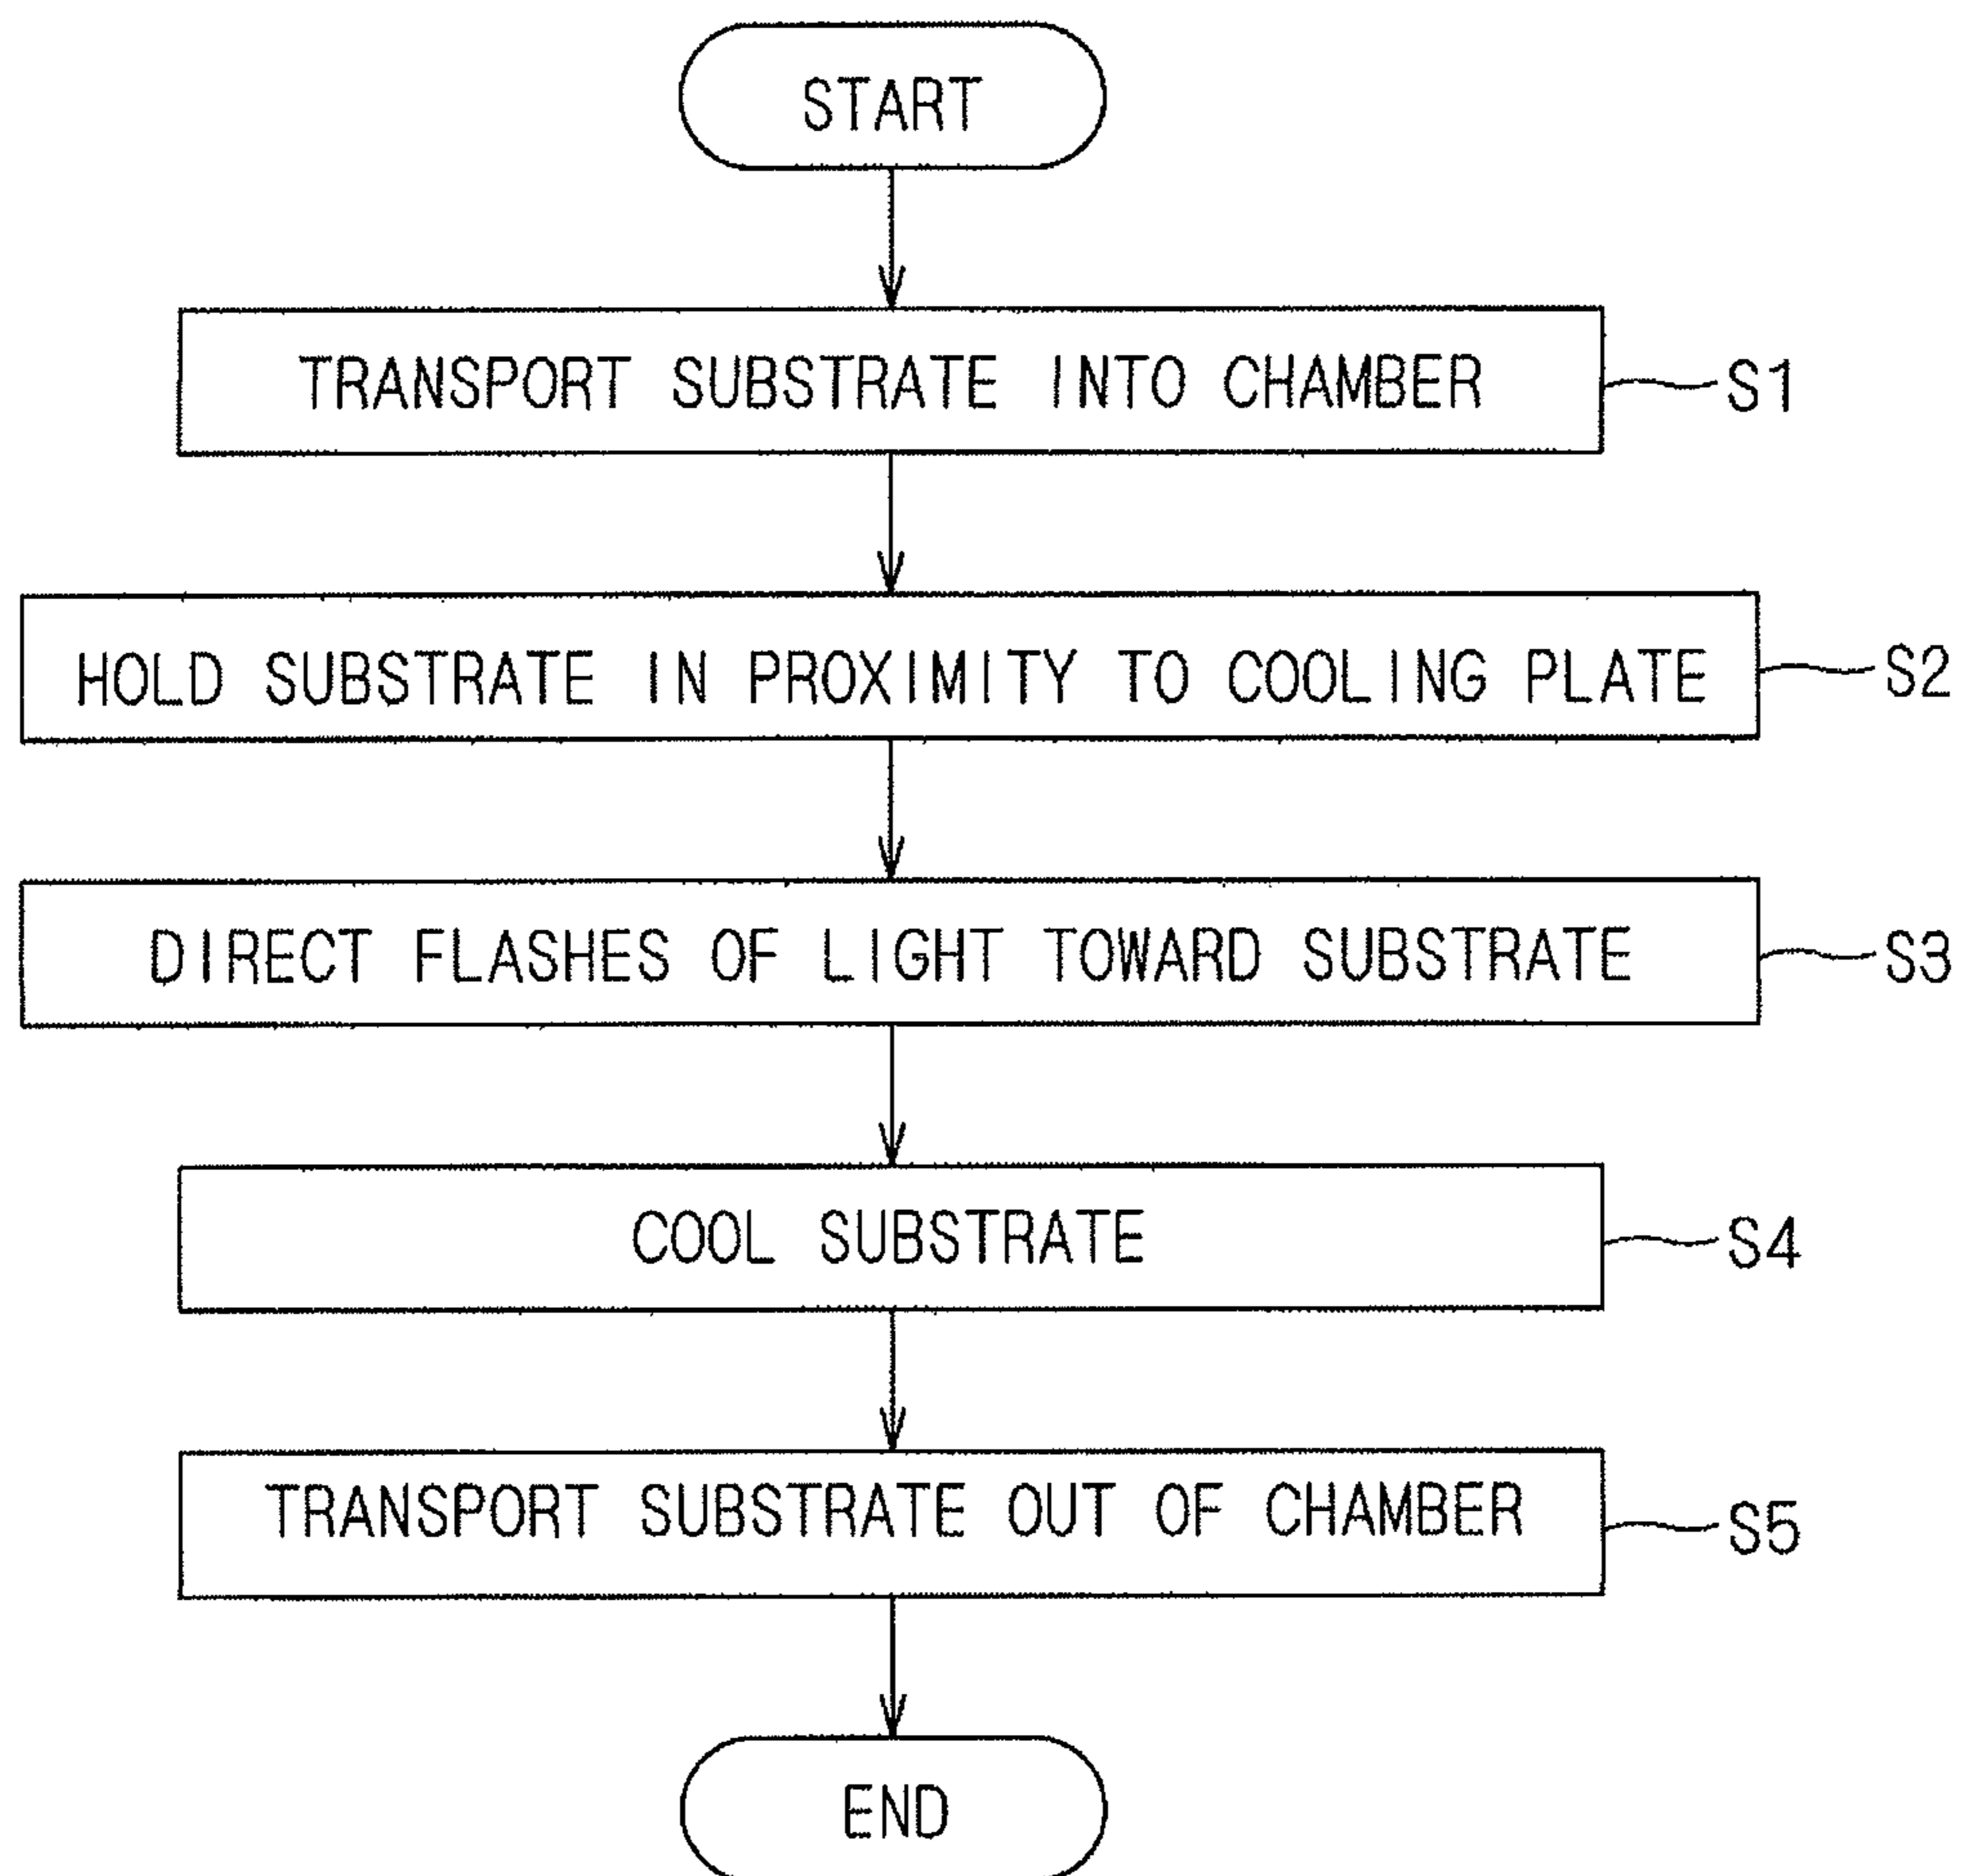 START
TRANSPORT SUBSTRATE INTO CHAMBER S1
HOLD SUBSTRATE IN PROXIMITY TO COOLING PLATE S2
DIRECT FLASHES OF LIGHT TOWARD SUBSTRATE S3
COOL SUBSTRATE S4
TRANSPORT SUBSTRATE OUT OF CHAMBER S5
END